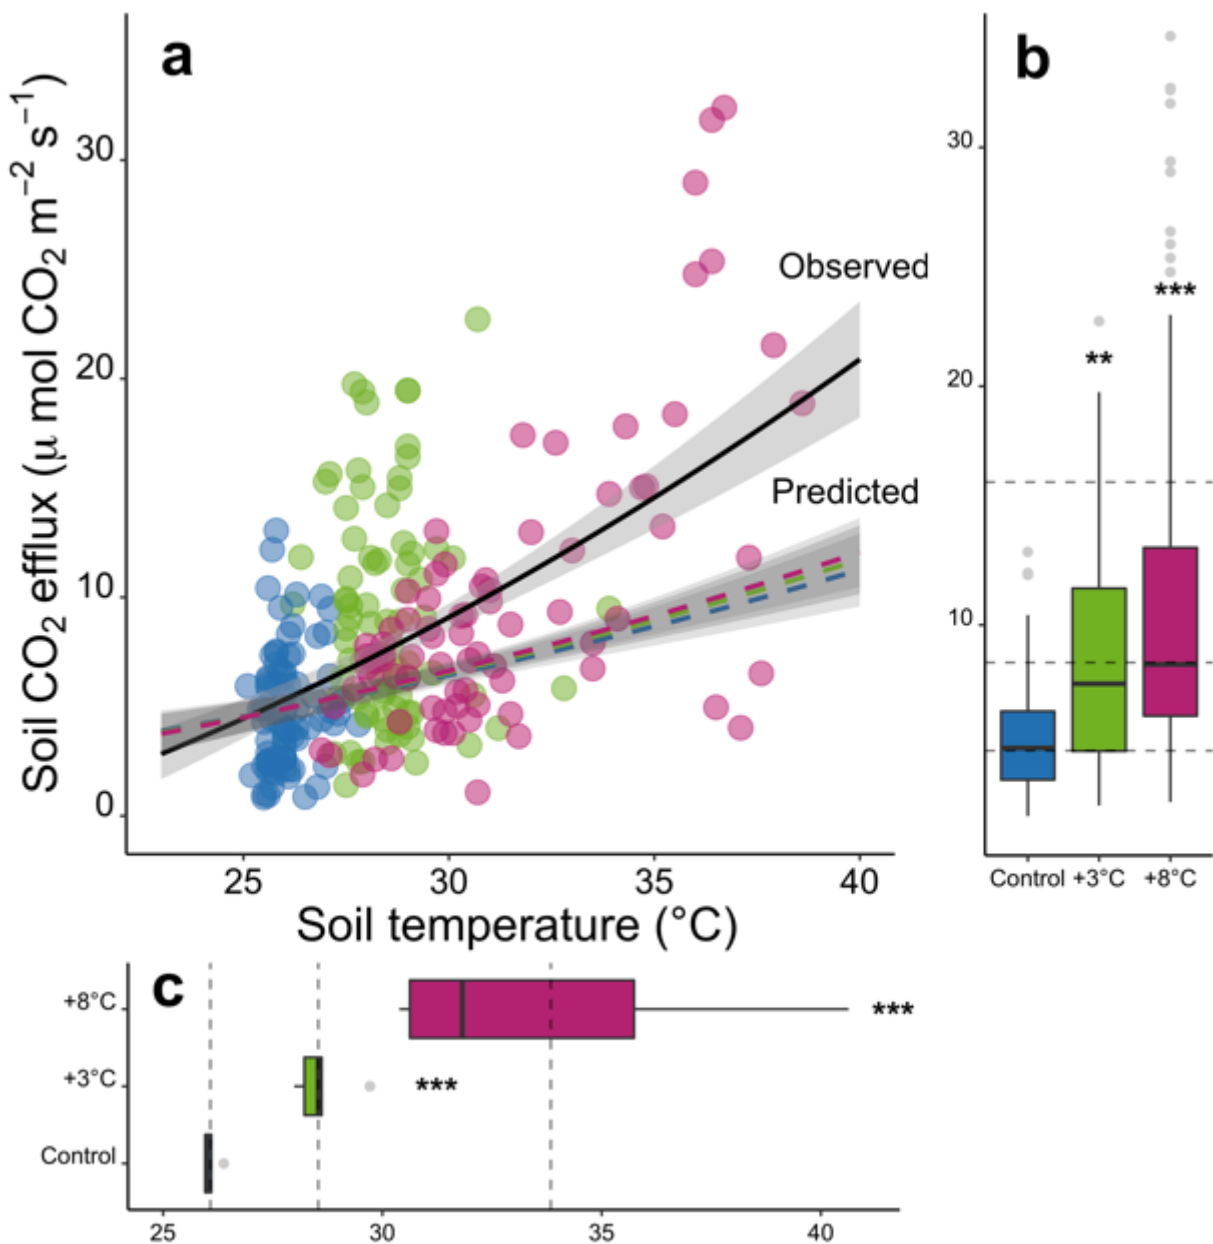 a
b
Soil CO₂ efflux (μ mol CO₂ m⁻² s⁻¹)
30
20
10
0
Observed
Predicted
25
30
35
40
Soil temperature (°C)
30
20
10
***
**
Control
+3°C
+8°C
c
+8°C
***
+3°C
***
Control
25
30
35
40